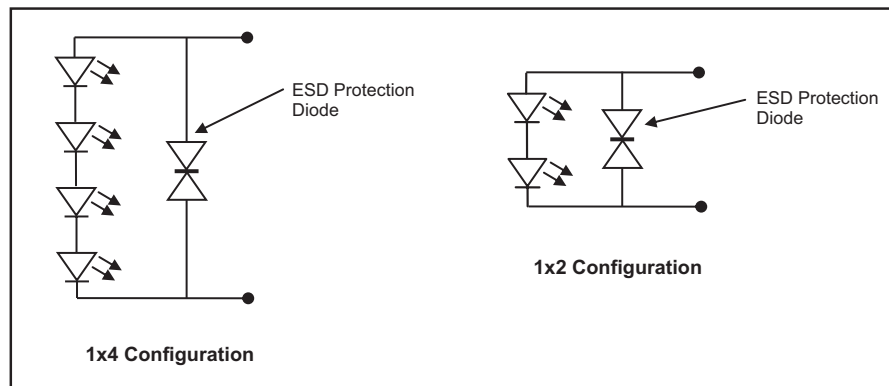 ESD Protection
Diode
1x4 Configuration
ESD Protection
Diode
1x2 Configuration